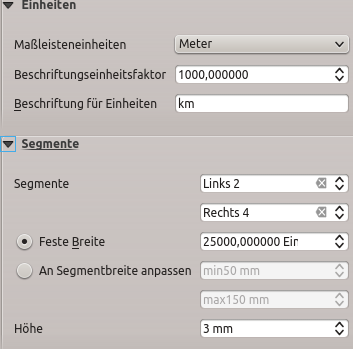 Einheiten
Maßleisteneinheiten Meter
Beschriftungseinheitsfaktor 1000,000000
Beschriftung für Einheiten km
Segmente
Segmente Links 2
Rechts 4
Feste Breite 25000,000000 Ein
An Segmentbreite anpassen min50 mm
max150 mm
Höhe 3 mm